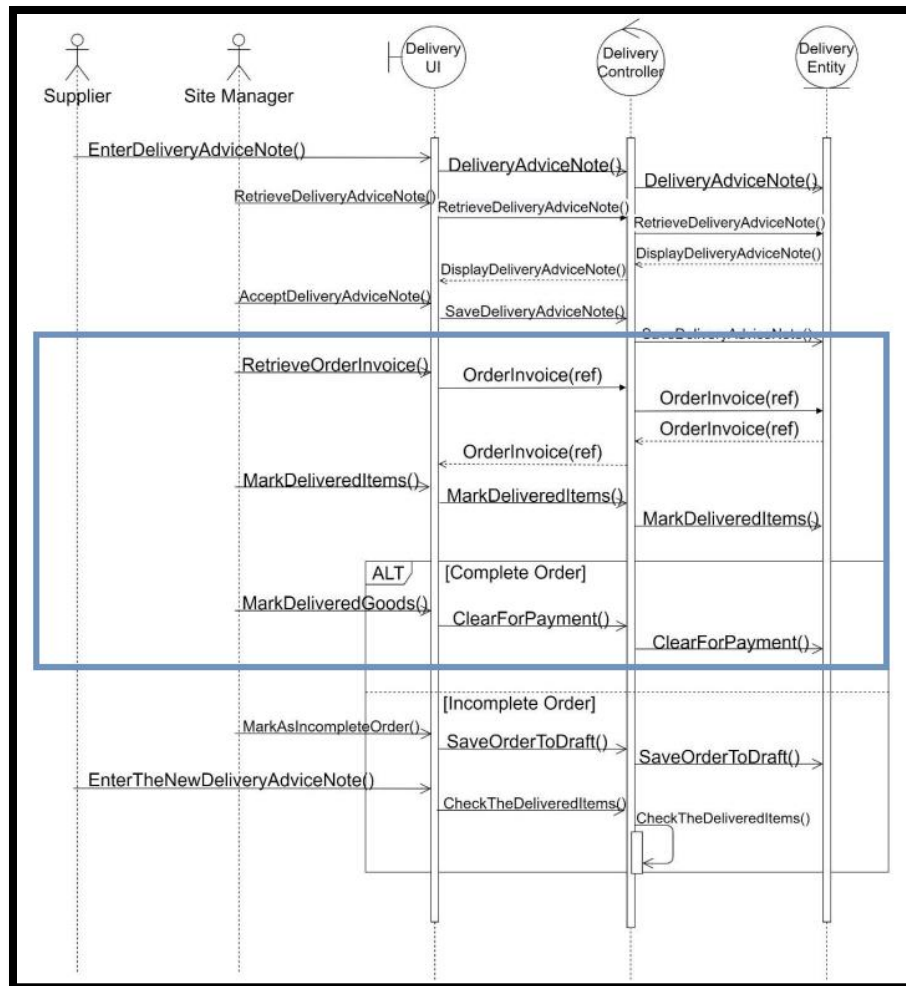 Supplier
Site Manager
Delivery
UI
Delivery
Controller
Delivery
Entity
EnterDeliveryAdviceNote()
DeliveryAdviceNote()
DeliveryAdviceNote()
RetrieveDeliveryAdviceNote()
RetrieveDeliveryAdviceNote()
RetrieveDeliveryAdviceNote()
DisplayDeliveryAdviceNote()
DisplayDeliveryAdviceNote()
AcceptDeliveryAdviceNote()
SaveDeliveryAdviceNote()
SaveDeliveryAdviceNote()
RetrieveOrderInvoice()
OrderInvoice(ref)
OrderInvoice(ref)
OrderInvoice(ref)
OrderInvoice(ref)
MarkDeliveredItems()
MarkDeliveredItems()
MarkDeliveredItems()
ALT
[Complete Order]
MarkDeliveredGoods()
ClearForPayment()
ClearForPayment()
[Incomplete Order]
MarkAsIncompleteOrder()
SaveOrderToDraft()
SaveOrderToDraft()
EnterTheNewDeliveryAdviceNote()
CheckTheDeliveredItems()
CheckTheDeliveredItems()